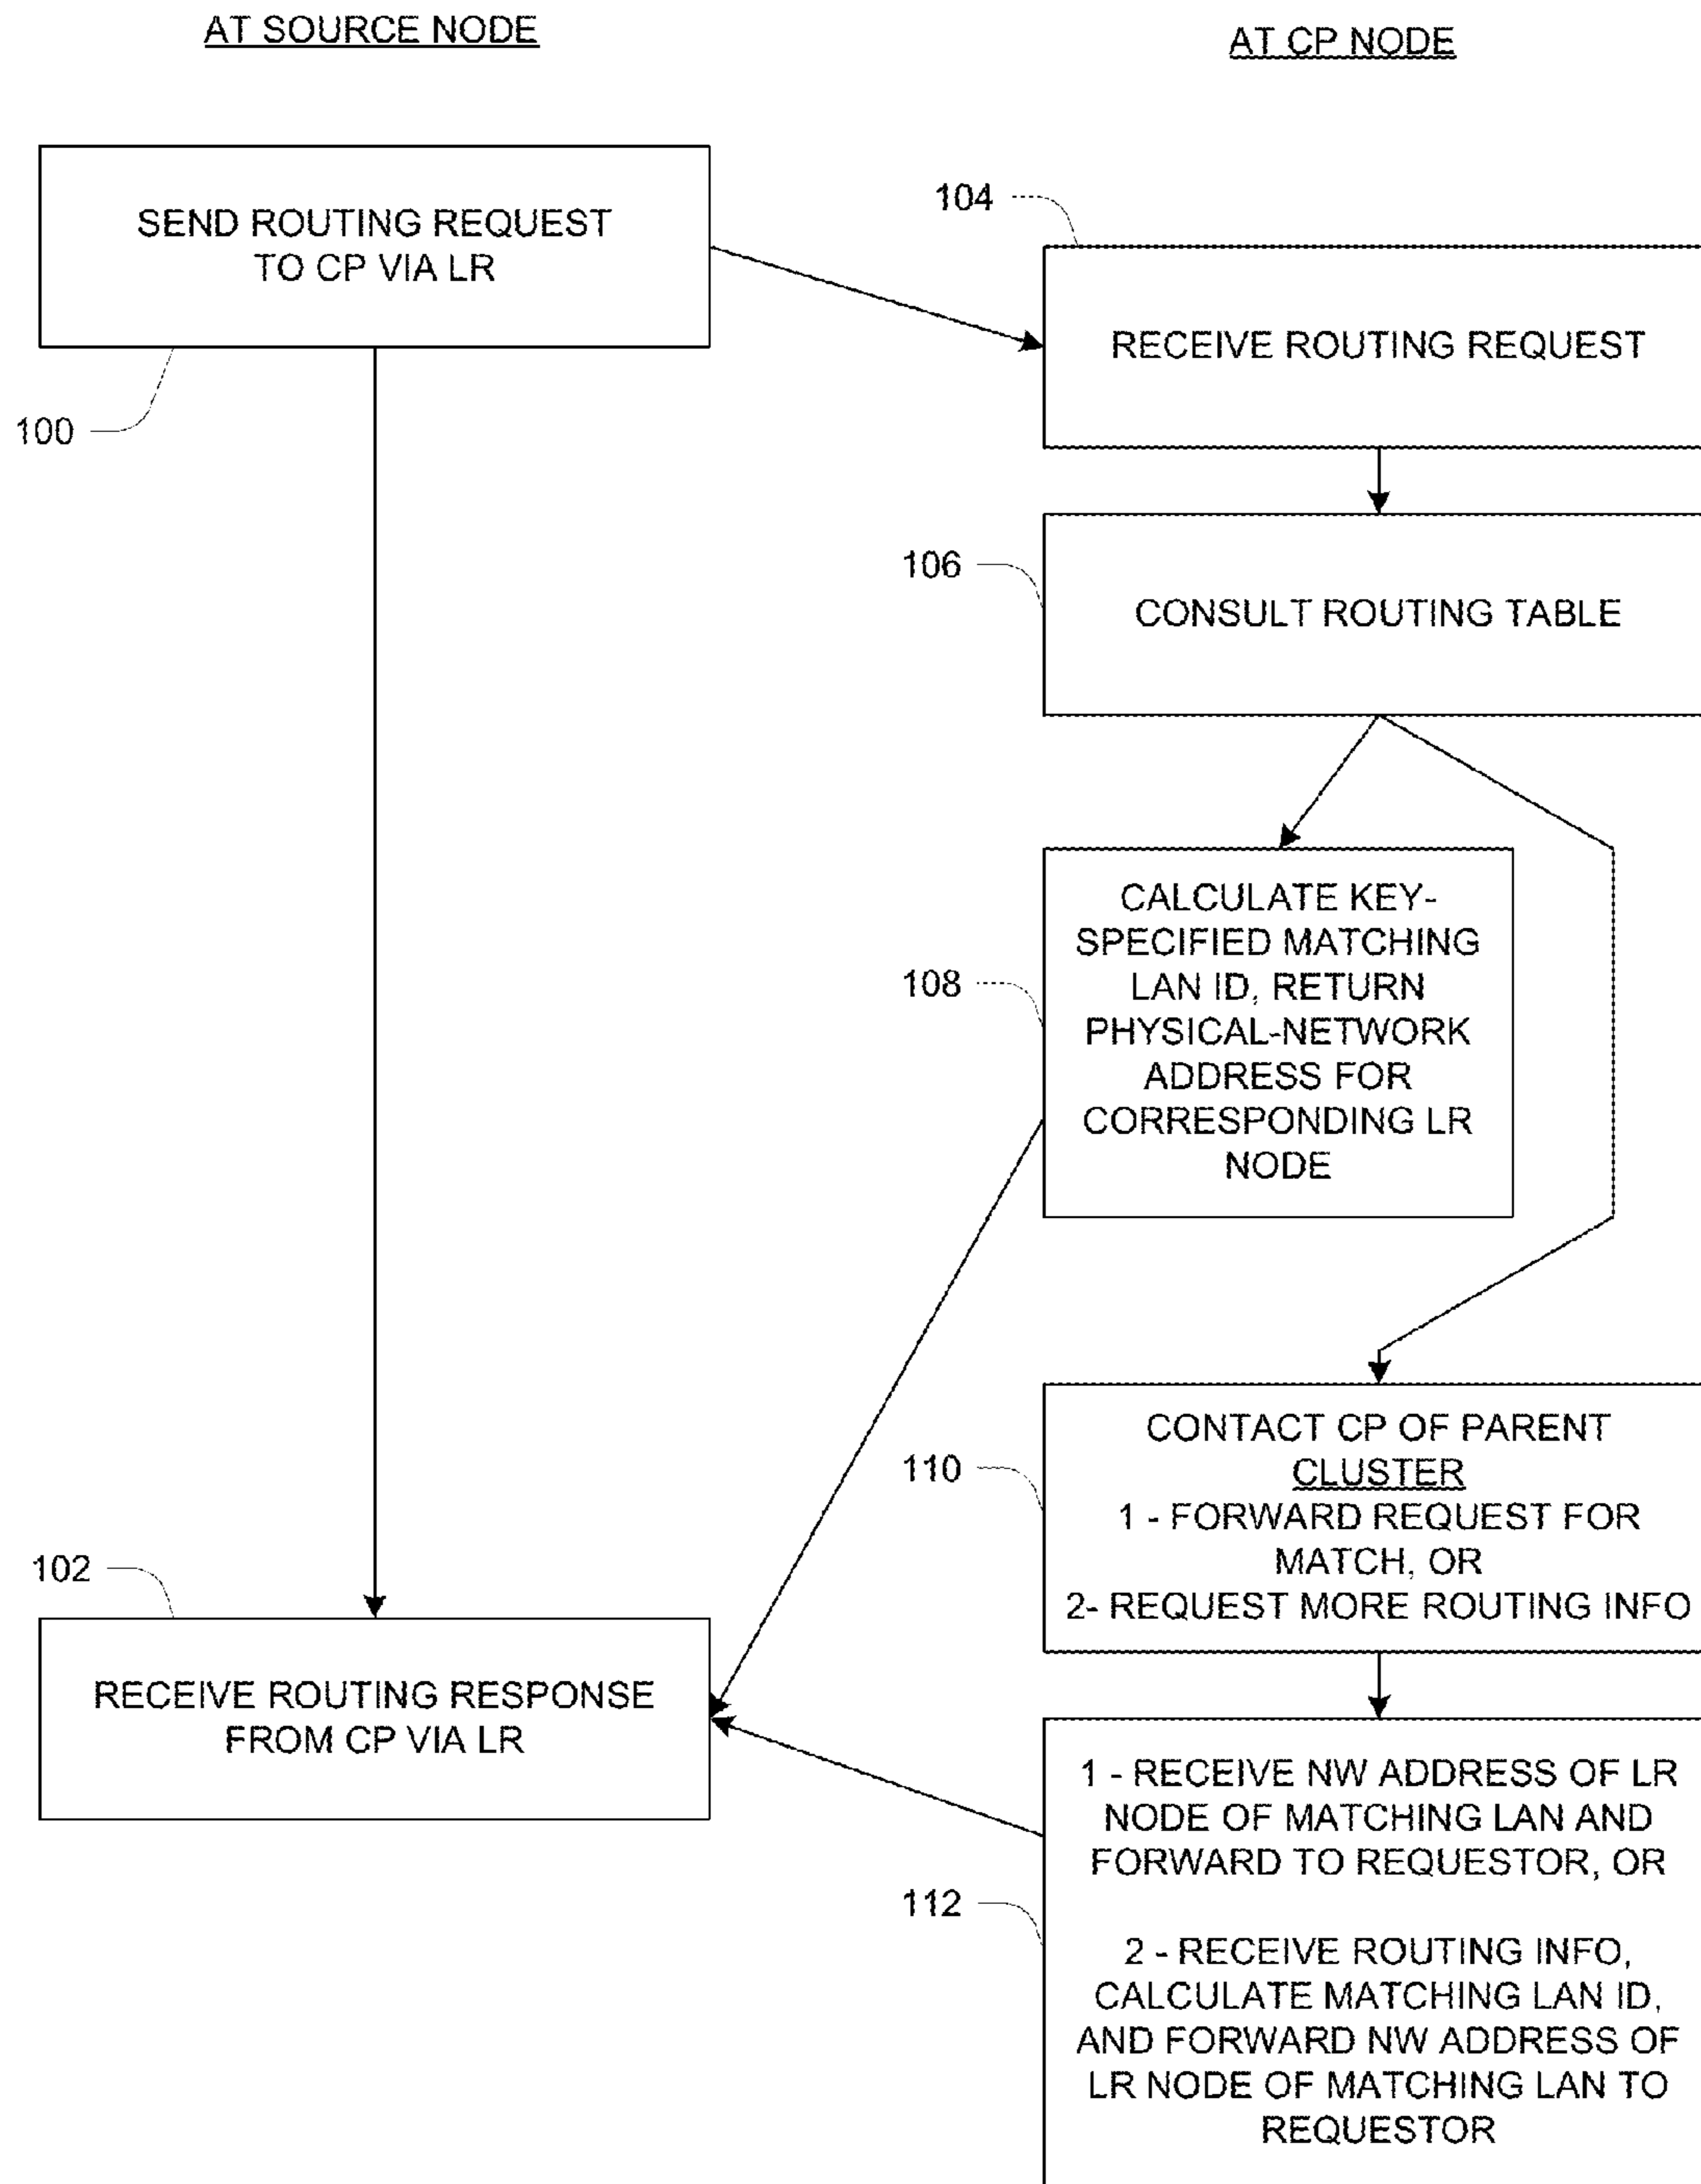 AT SOURCE NODE
AT CP NODE
SEND ROUTING REQUEST
TO CP VIA LR
100
104
RECEIVE ROUTING REQUEST
106
CONSULT ROUTING TABLE
108
CALCULATE KEY-
SPECIFIED MATCHING
LAN ID, RETURN
PHYSICAL-NETWORK
ADDRESS FOR
CORRESPONDING LR
NODE
110
CONTACT CP OF PARENT
CLUSTER
1 - FORWARD REQUEST FOR
MATCH, OR
2- REQUEST MORE ROUTING INFO
102
RECEIVE ROUTING RESPONSE
FROM CP VIA LR
112
1 - RECEIVE NW ADDRESS OF LR
NODE OF MATCHING LAN AND
FORWARD TO REQUESTOR, OR
2 - RECEIVE ROUTING INFO,
CALCULATE MATCHING LAN ID,
AND FORWARD NW ADDRESS OF
LR NODE OF MATCHING LAN TO
REQUESTOR